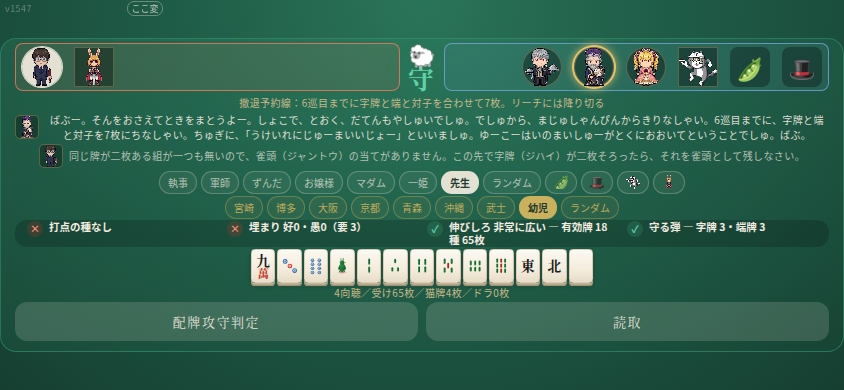 v1547
ここ変
守
撤退予約線：6巡目までに字牌と端と対子を合わせて7枚。リーチには降り切る
ばぶー。そんをおさえてときをまとうよー。しょこで、とおく、だてんもやしゅいでしゅ。でしゅから、まじゅしゃんぴんからきりなしゃい。6巡目までに、字牌と端
と対子を7枚にちなしゃい。ちゅぎに、「うけいれにじゅーまいいじょー」といいましゅ。ゆーこーはいのまいしゅーがとくにおおいてということでしゅ。ばぶ。
同じ牌が二枚ある組が一つも無いので、雀頭（ジャントウ）の当てがありません。この先で字牌（ジハイ）が二枚そろったら、それを雀頭として残しなさい。
執事 軍師 ずんだ お嬢様 マダム 一姫 先生 ランダム
宮崎 博多 大阪 京都 青森 沖縄 武士 幼児 ランダム
打点の種なし
埋まり 好0・愚0（要 3）
伸びしろ 非常に広い — 有効牌 18
種 65枚
守る弾 — 字牌 3・端牌 3
九萬 東 北
4向聴／受け65枚／猫牌4枚／ドラ0枚
配牌攻守判定
読取